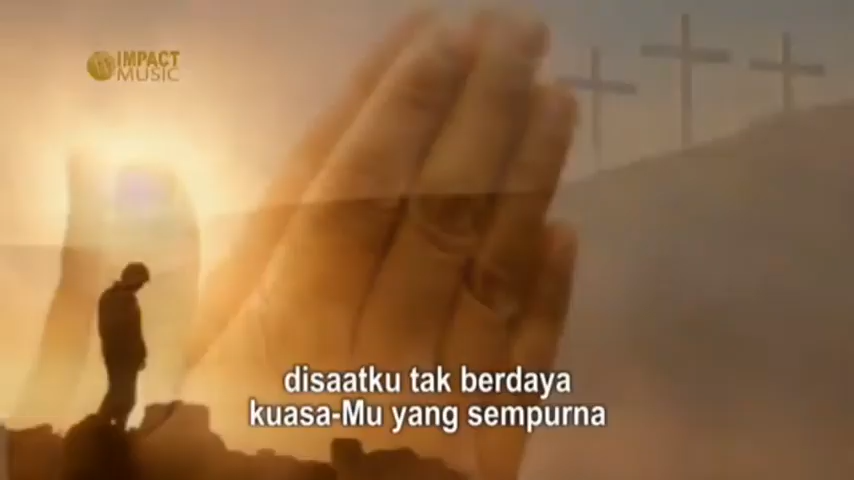 IMPACT
MUSIC
disaatku tak berdaya
kuasa-Mu yang sempurna